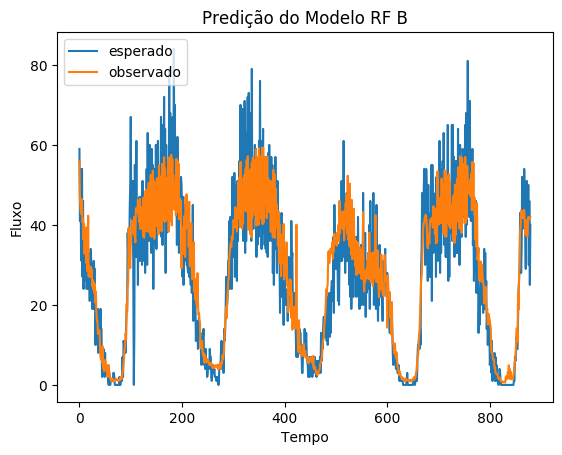 Predição do Modelo RF B
esperado
observado
Fluxo
80
60
40
20
0
0 200 400 600 800
Tempo